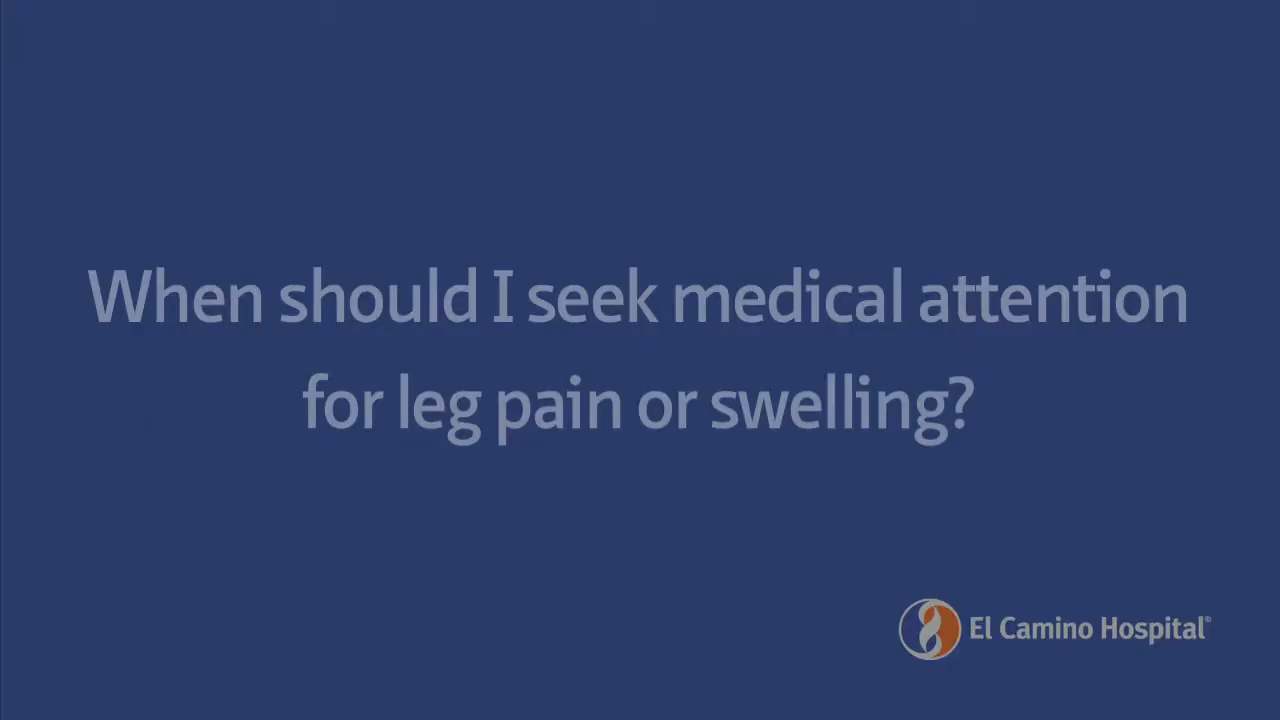 When should I seek medical attention
for leg pain or swelling?
El Camino Hospital®